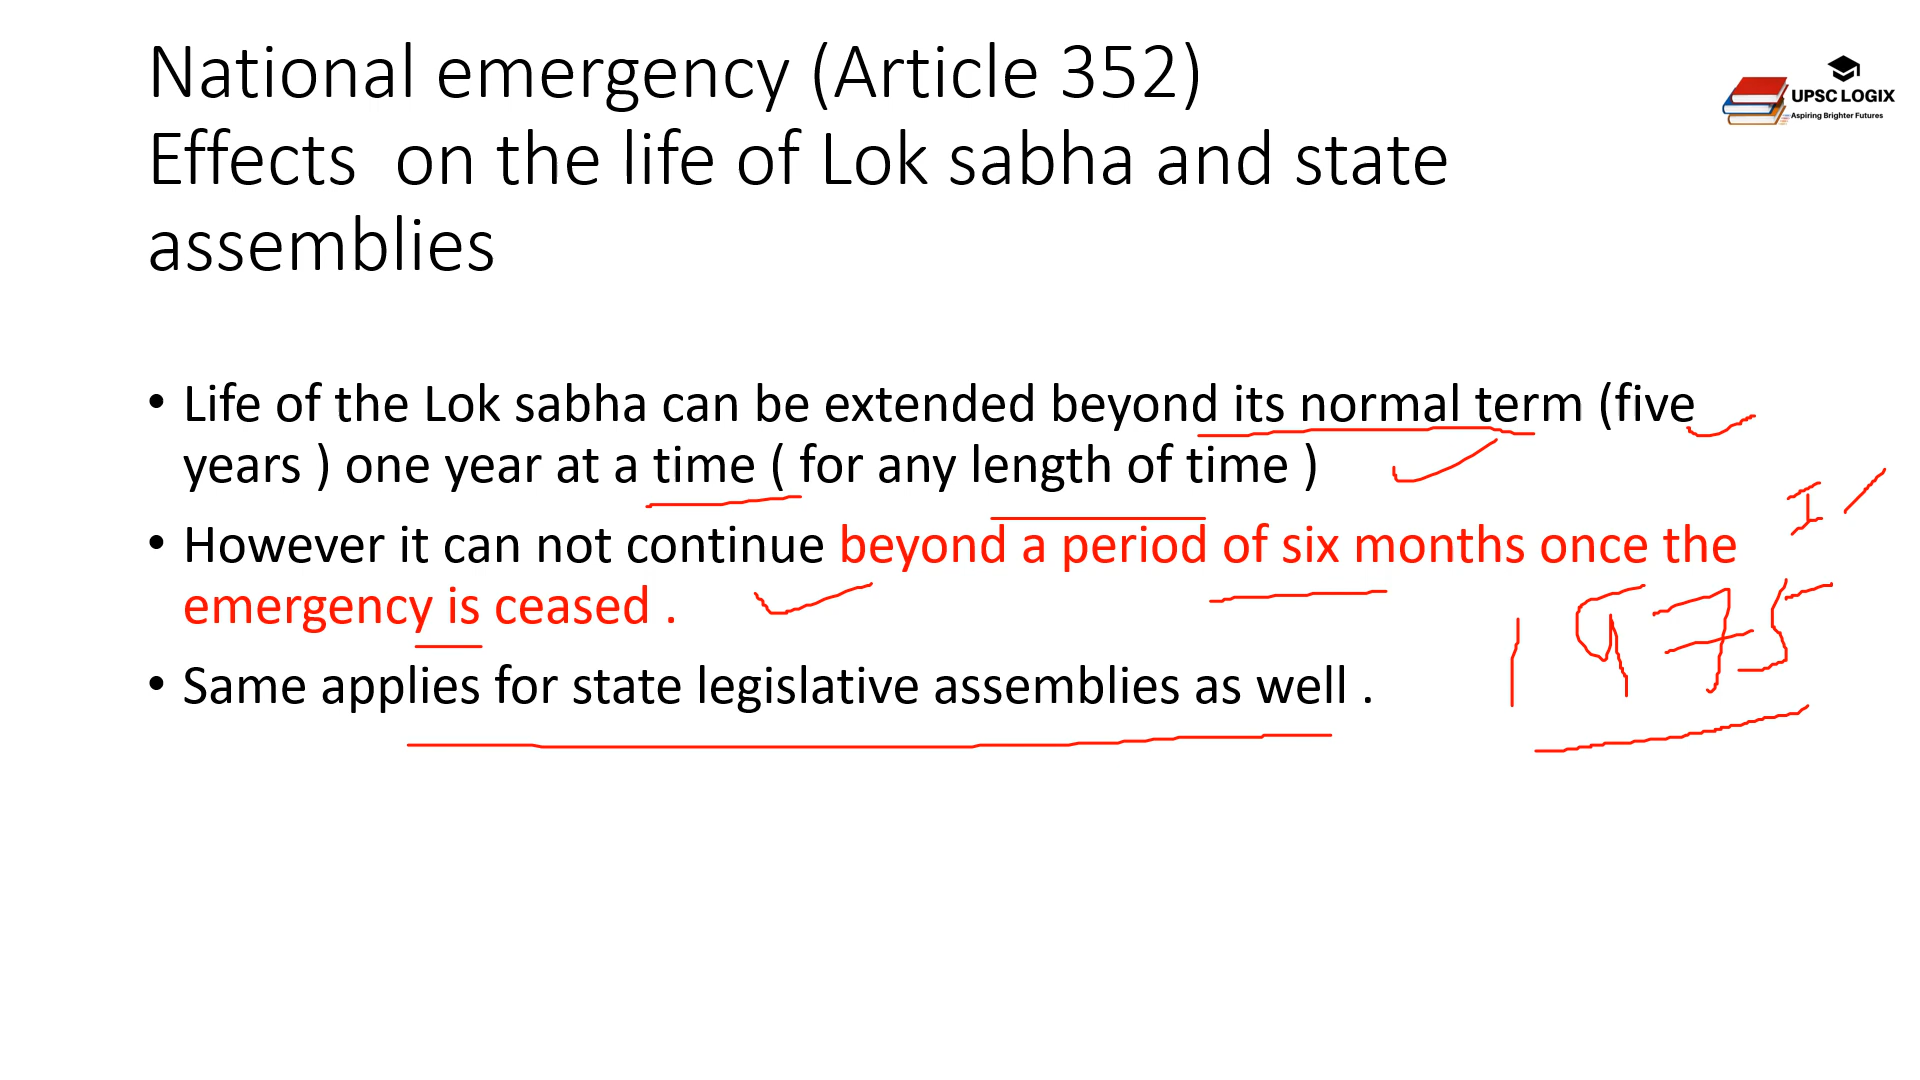 National emergency (Article 352)
Effects on the life of Lok sabha and state
assemblies
UPSC LOGIX
Aspiring Brighter Futures
• Life of the Lok sabha can be extended beyond its normal term (five
years ) one year at a time ( for any length of time )
• However it can not continue beyond a period of six months once the
emergency is ceased .
• Same applies for state legislative assemblies as well .
I
1975